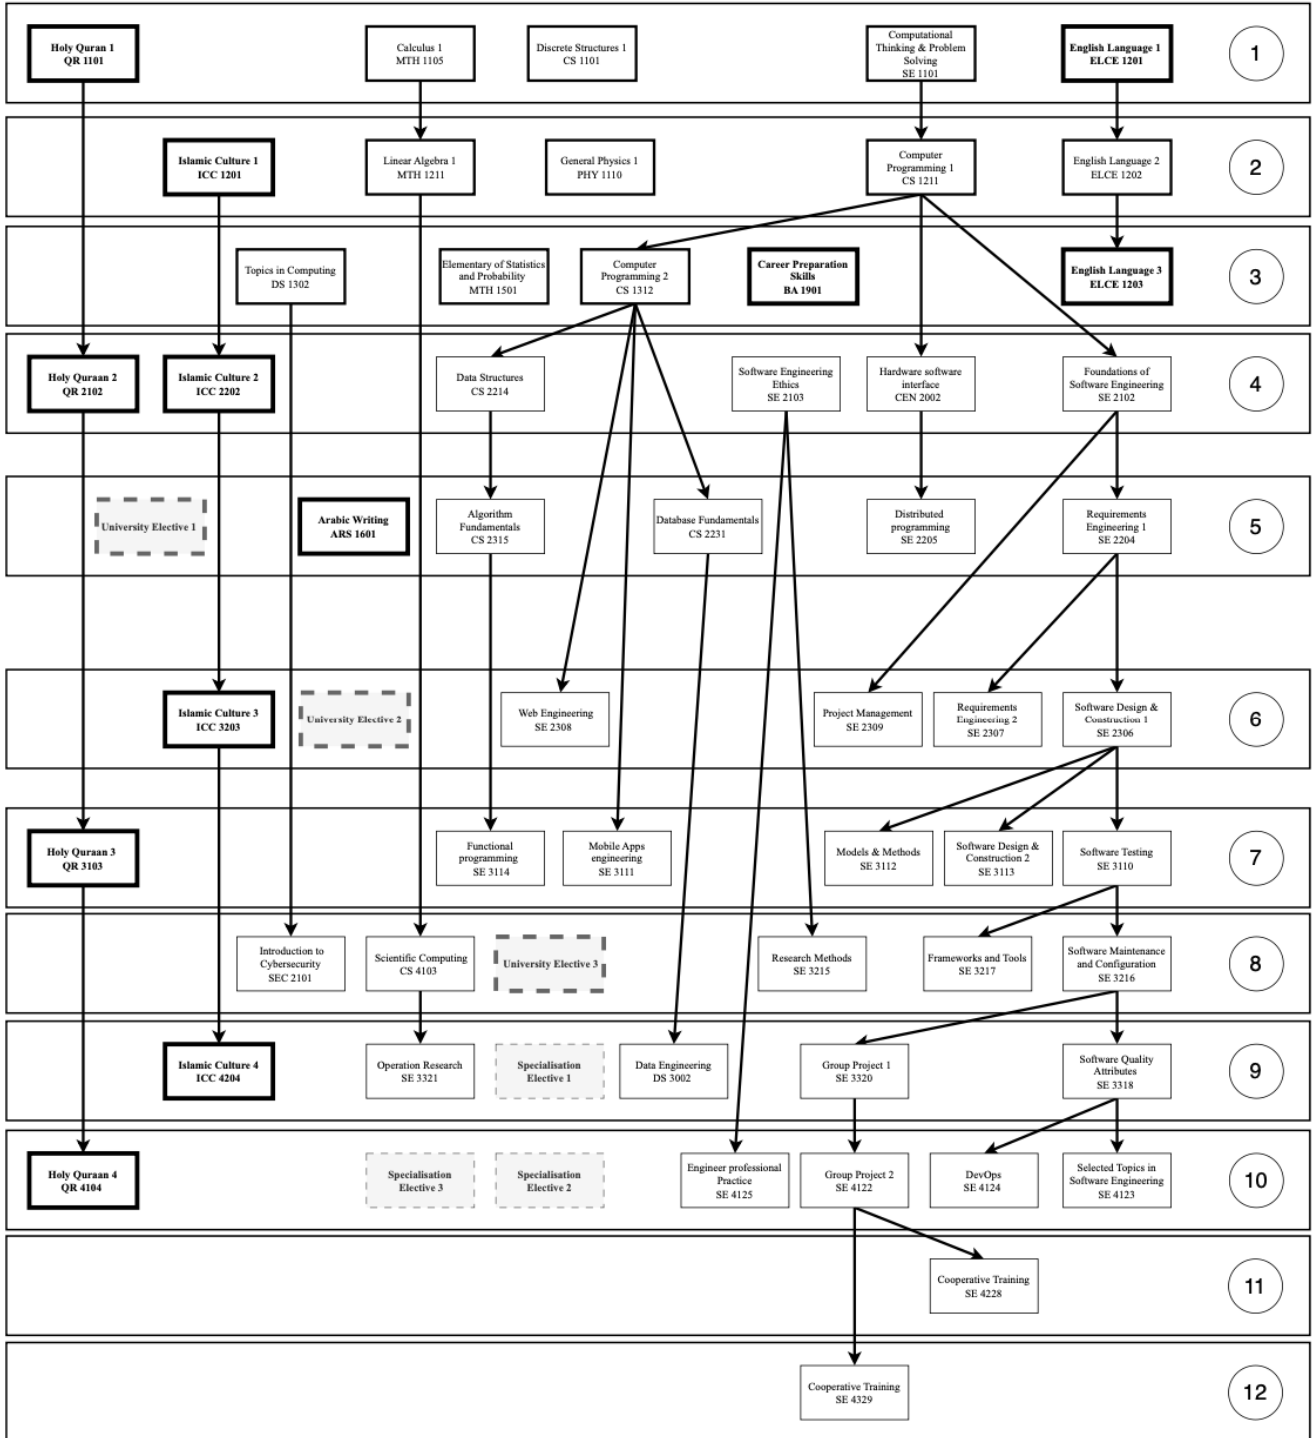 Holy Quran 1
QR 1101
Calculus 1
MTH 1105
Discrete Structures 1
CS 1101
Computational
Thinking & Problem
Solving
SE 1101
English Language 1
ELCE 1201
1
Islamic Culture 1
ICC 1201
Linear Algebra 1
MTH 1211
General Physics 1
PHY 1110
Computer
Programming 1
CS 1211
English Language 2
ELCE 1202
2
Topics in Computing
DS 1302
Elementary of Statistics
and Probability
MTH 1501
Computer
Programming 2
CS 1312
Career Preparation
Skills
BA 1901
English Language 3
ELCE 1203
3
Holy Quraan 2
QR 2102
Islamic Culture 2
ICC 2202
Data Structures
CS 2214
Software Engineering
Ethics
SE 2103
Hardware software
interface
CEN 2002
Foundations of
Software Engineering
SE 2102
4
University Elective 1
Arabic Writing
ARS 1601
Algorithm
Fundamentals
CS 2315
Database Fundamentals
CS 2231
Distributed
programming
SE 2205
Requirements
Engineering 1
SE 2204
5
Islamic Culture 3
ICC 3203
University Elective 2
Web Engineering
SE 2308
Project Management
SE 2309
Requirements
Engineering 2
SE 2307
Software Design &
Construction 1
SE 2306
6
Holy Quraan 3
QR 3103
Functional
programming
SE 3114
Mobile Apps
engineering
SE 3111
Models & Methods
SE 3112
Software Design &
Construction 2
SE 3113
Software Testing
SE 3110
7
Introduction to
Cybersecurity
SEC 2101
Scientific Computing
CS 4103
University Elective 3
Research Methods
SE 3215
Frameworks and Tools
SE 3217
Software Maintenance
and Configuration
SE 3216
8
Islamic Culture 4
ICC 4204
Operation Research
SE 3321
Specialisation
Elective 1
Data Engineering
DS 3002
Group Project 1
SE 3320
Software Quality
Attributes
SE 3318
9
Holy Quraan 4
QR 4104
Specialisation
Elective 3
Specialisation
Elective 2
Engineer professional
Practice
SE 4125
Group Project 2
SE 4122
DevOps
SE 4124
Selected Topics in
Software Engineering
SE 4123
10
Cooperative Training
SE 4228
11
Cooperative Training
SE 4329
12